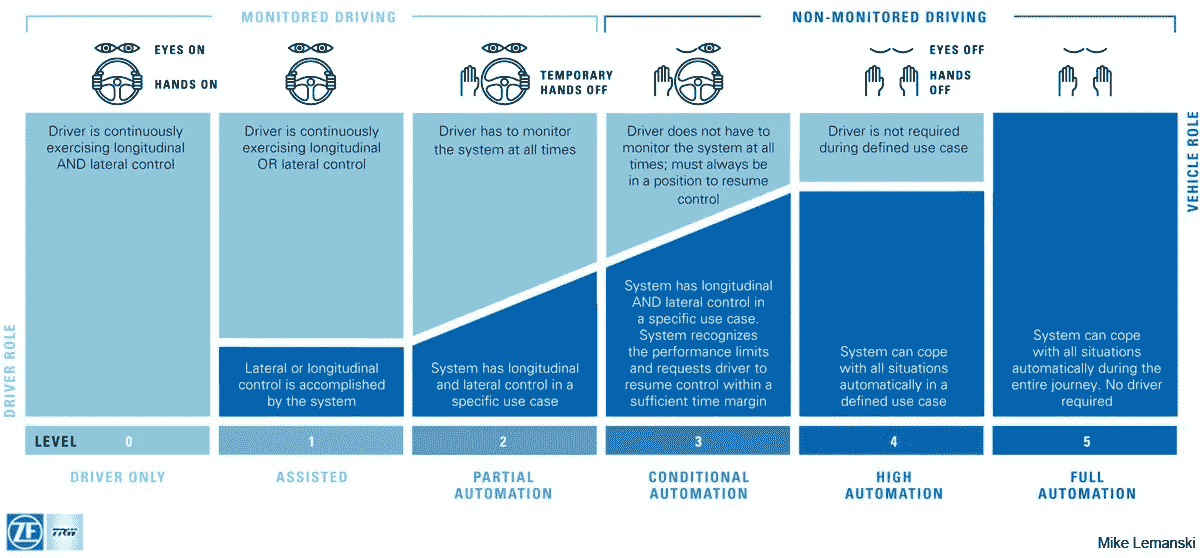 MONITORED DRIVING
NON-MONITORED DRIVING
EYES ON
HANDS ON
TEMPORARY
HANDS OFF
EYES OFF
HANDS
OFF
Driver is continuously
exercising longitudinal
AND lateral control
Driver is continuously
exercising longitudinal
OR lateral control
Driver has to monitor
the system at all times
Driver does not have to
monitor the system at all
times; must always be
in a position to resume
control
Driver is not required
during defined use case
VEHICLE ROLE
DRIVER ROLE
Lateral or longitudinal
control is accomplished
by the system
System has longitudinal
and lateral control in a
specific use case
System has longitudinal
AND lateral control in
a specific use case.
System recognizes
the performance limits
and requests driver to
resume control within a
sufficient time margin
System can cope
with all situations
automatically in a
defined use case
System can cope
with all situations
automatically during the
entire journey. No driver
required
LEVEL 0 1 2 3 4 5
DRIVER ONLY
ASSISTED
PARTIAL
AUTOMATION
CONDITIONAL
AUTOMATION
HIGH
AUTOMATION
FULL
AUTOMATION
ZF TRW
Mike Lemanski